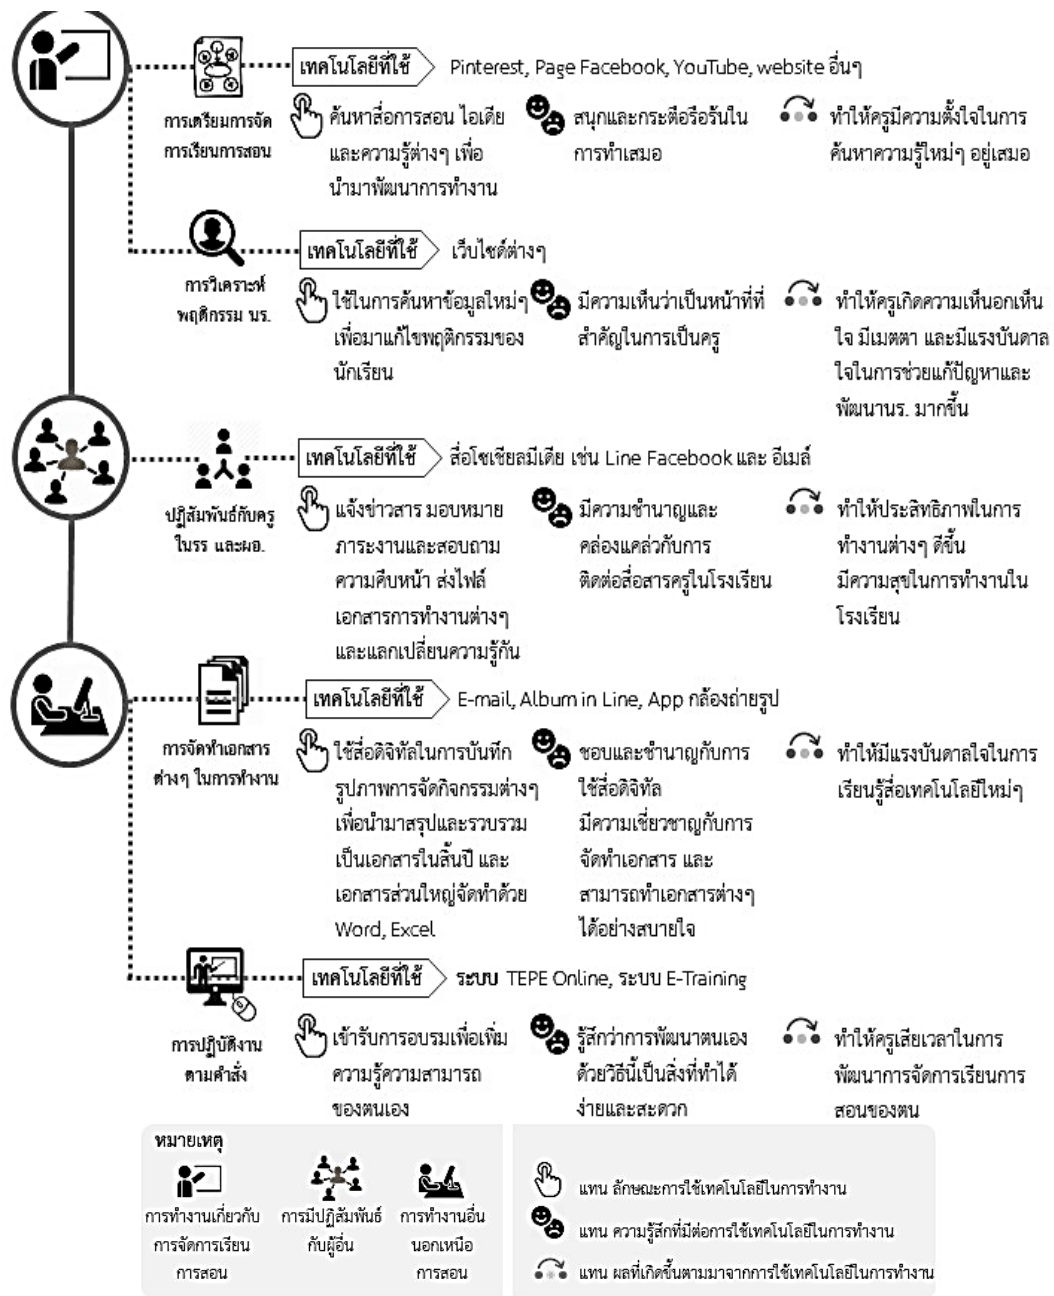 เทคโนโลยีที่ใช้
Pinterest, Page Facebook, YouTube, website อื่นๆ
การเตรียมการจัด
การเรียนการสอน
ค้นหาสื่อการสอน ไอเดีย
และความรู้ต่างๆ เพื่อ
นำมาพัฒนาการทำงาน
สนุกและกระตือรือร้นใน
การทำเสมอ
ทำให้ครูมีความตั้งใจในการ
ค้นหาความรู้ใหม่ๆ อยู่เสมอ
เทคโนโลยีที่ใช้
เว็บไซต์ต่างๆ
การวิเคราะห์
พฤติกรรม นร.
ใช้ในการค้นหาข้อมูลใหม่ๆ
เพื่อมาแก้ไขพฤติกรรมของ
นักเรียน
มีความเห็นว่าเป็นหน้าที่ที่
สำคัญในการเป็นครู
ทำให้ครูเกิดความเห็นอกเห็น
ใจ มีเมตตา และมีแรงบันดาล
ใจในการช่วยแก้ปัญหาและ
พัฒนานร. มากขึ้น
เทคโนโลยีที่ใช้
สื่อโซเชียลมีเดีย เช่น Line Facebook และ อีเมล์
ปฏิสัมพันธ์กับครู
ในรร และผอ.
แจ้งข่าวสาร มอบหมาย
ภาระงานและสอบถาม
ความคืบหน้า ส่งไฟล์
เอกสารการทำงานต่างๆ
และแลกเปลี่ยนความรู้กัน
มีความชำนาญและ
คล่องแคล่วกับการ
ติดต่อสื่อสารครูในโรงเรียน
ทำให้ประสิทธิภาพในการ
ทำงานต่างๆ ดีขึ้น
มีความสุขในการทำงานใน
โรงเรียน
เทคโนโลยีที่ใช้
E-mail, Album in Line, App กล้องถ่ายรูป
การจัดทำเอกสาร
ต่างๆ ในการทำงาน
ใช้สื่อดิจิทัลในการบันทึก
รูปภาพการจัดกิจกรรมต่างๆ
เพื่อนำมาสรุปและรวบรวม
เป็นเอกสารในสิ้นปี และ
เอกสารส่วนใหญ่จัดทำด้วย
Word, Excel
ชอบและชำนาญกับการ
ใช้สื่อดิจิทัล
มีความเชี่ยวชาญกับการ
จัดทำเอกสาร และ
สามารถทำเอกสารต่างๆ
ได้อย่างสบายใจ
ทำให้มีแรงบันดาลใจในการ
เรียนรู้สื่อเทคโนโลยีใหม่ๆ
เทคโนโลยีที่ใช้
ระบบ TEPE Online, ระบบ E-Training
การปฏิบัติงาน
ตามคำสั่ง
เข้ารับการอบรมเพื่อเพิ่ม
ความรู้ความสามารถ
ของตนเอง
รู้สึกว่าการพัฒนาตนเอง
ด้วยวิธีนี้เป็นสิ่งที่ทำได้
ง่ายและสะดวก
ทำให้ครูเสียเวลาในการ
พัฒนาการจัดการเรียนการ
สอนของตน
หมายเหตุ
การทำงานเกี่ยวกับ
การจัดการเรียน
การสอน
การมีปฏิสัมพันธ์
กับผู้อื่น
การทำงานอื่น
นอกเหนือ
การสอน
แทน ลักษณะการใช้เทคโนโลยีในการทำงาน
แทน ความรู้สึกที่มีต่อการใช้เทคโนโลยีในการทำงาน
แทน ผลที่เกิดขึ้นตามมาจากการใช้เทคโนโลยีในการทำงาน